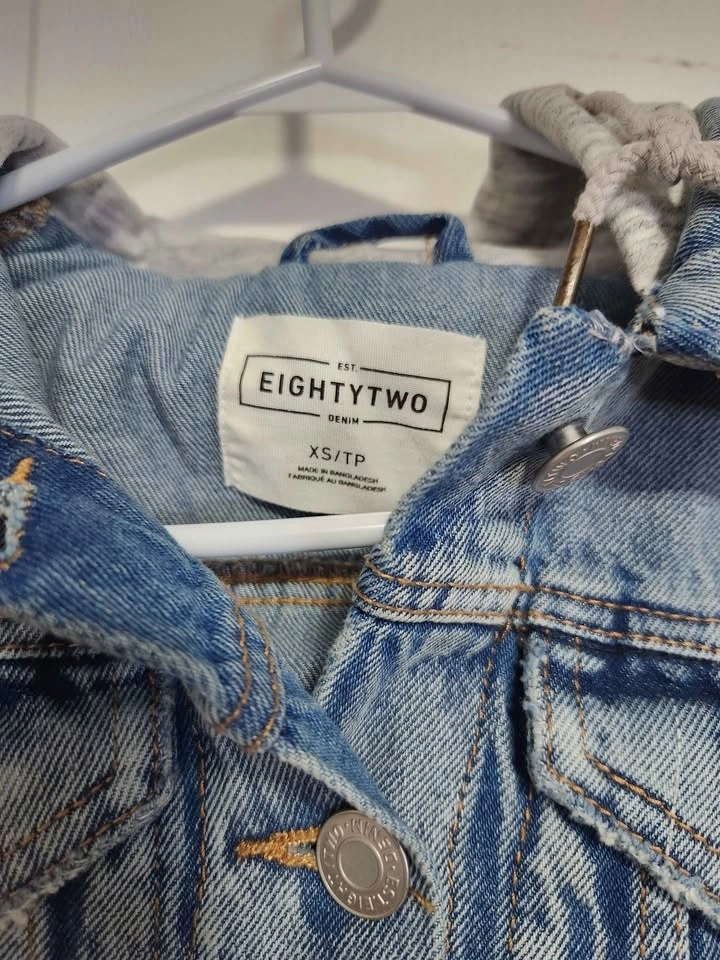 EST.
EIGHTYTWO
DENIM
XS/TP
MADE IN BANGLADESH
FABRIQUÉ AU BANGLADESH